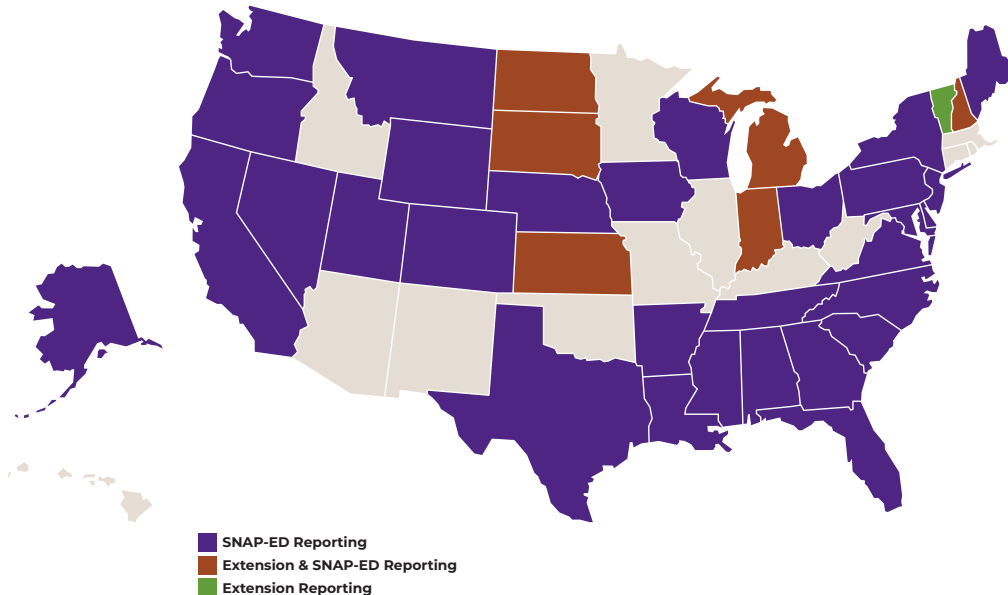 SNAP-ED Reporting
Extension & SNAP-ED Reporting
Extension Reporting